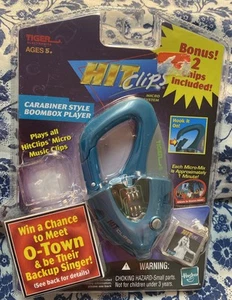 TIGER
AGES 5+
HIT CLIPS
MICRO
Bonus!
2
Clips
Included!
CARABINER STYLE
BOOMBOX PLAYER
Hook It
On!
Plays all
HitClips Micro
Music Clips
Each Micro-Mix
is Approximately
1 Minute!
Win a Chance
to Meet
O-Town
& be Their
Backup Singer!
(See back for details)
WARNING:
CHOKING HAZARD-Small parts.
Not for children under 3 years.
Hasbro